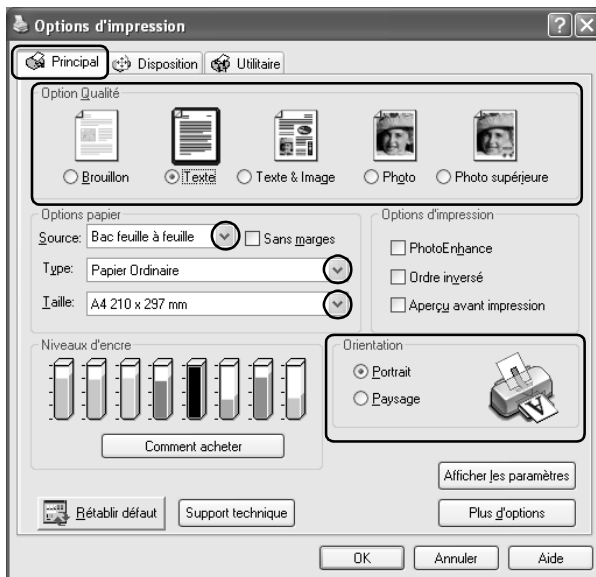 Options d'impression
Principal Disposition Utilitaire
Option Qualité
Brouillon Texte Texte & Image Photo Photo supérieure
Options papier
Source: Bac feuille à feuille Sans marges
Type: Papier Ordinaire
Taille: A4 210 x 297 mm
Options d'impression
PhotoEnhance
Ordre inversé
Aperçu avant impression
Niveaux d'encre
Comment acheter
Orientation
Portrait
Paysage
A
Afficher les paramètres
Rétablir défaut Support technique Plus d'options
OK Annuler Aide